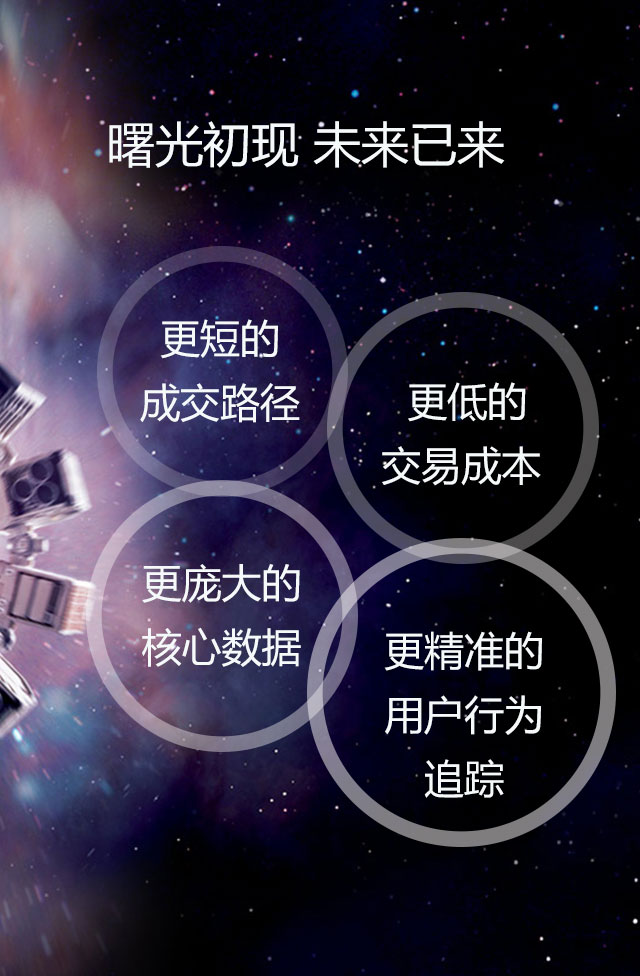 曙光初现 未来已来
更短的
成交路径
更低的
交易成本
更庞大的
核心数据
更精准的
用户行为
追踪